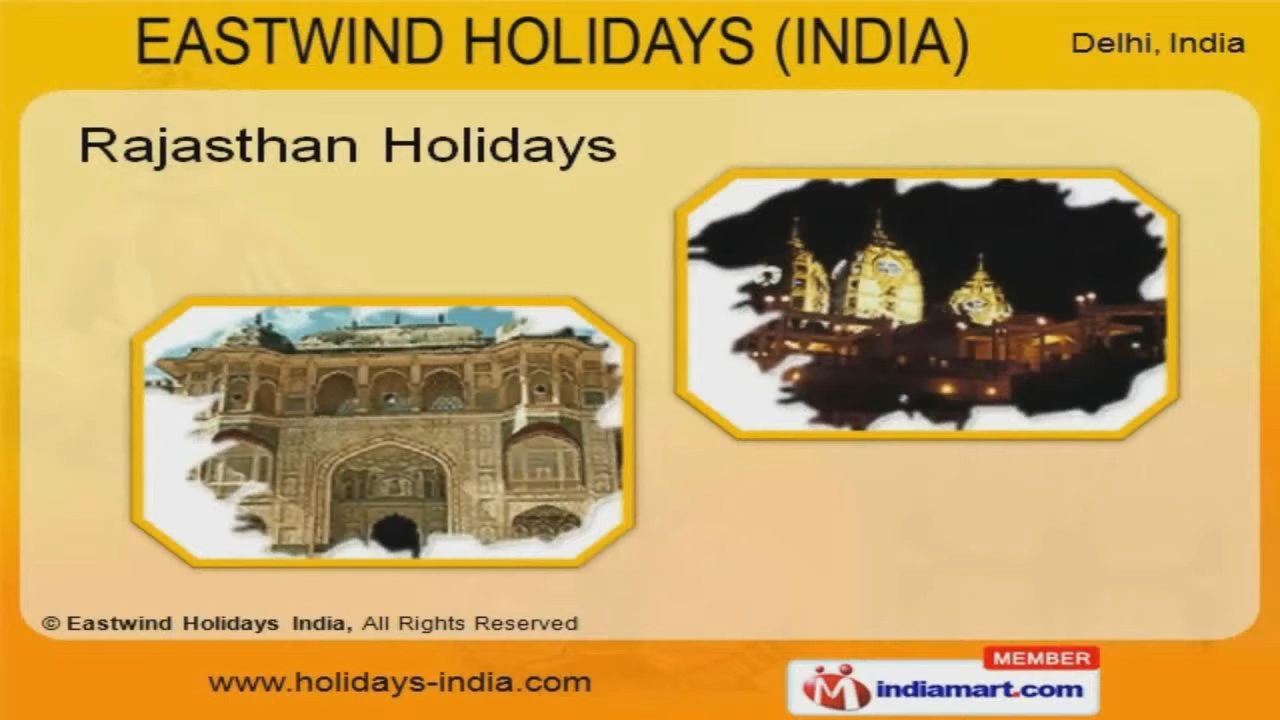 EASTWIND HOLIDAYS (INDIA)
Delhi, India
Rajasthan Holidays
© Eastwind Holidays India, All Rights Reserved
www.holidays-india.com
MEMBER
indiamart.com